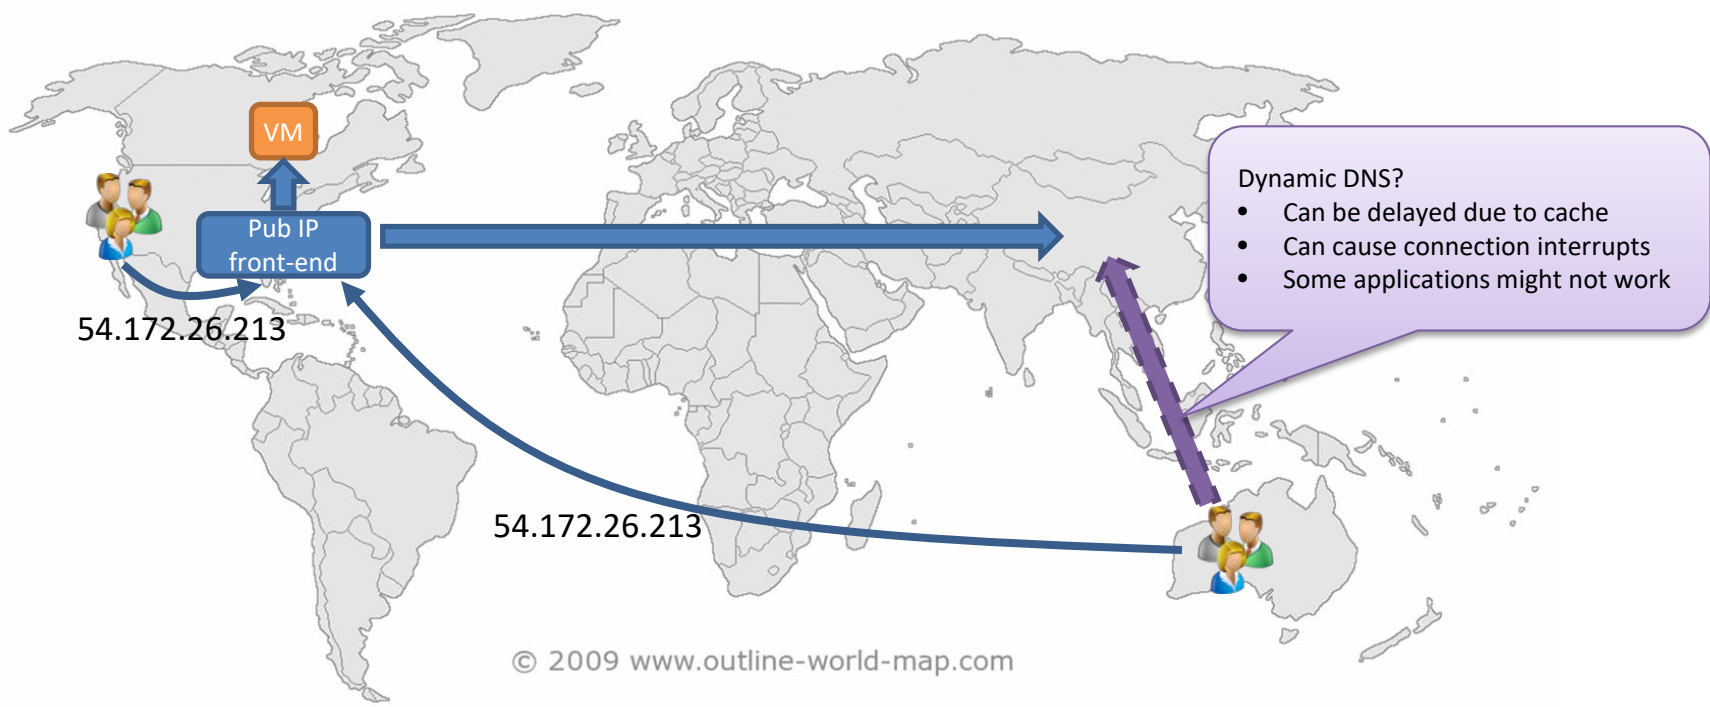 VM
Pub IP
front-end
54.172.26.213
Dynamic DNS?
• Can be delayed due to cache
• Can cause connection interrupts
• Some applications might not work
54.172.26.213
© 2009 www.outline-world-map.com